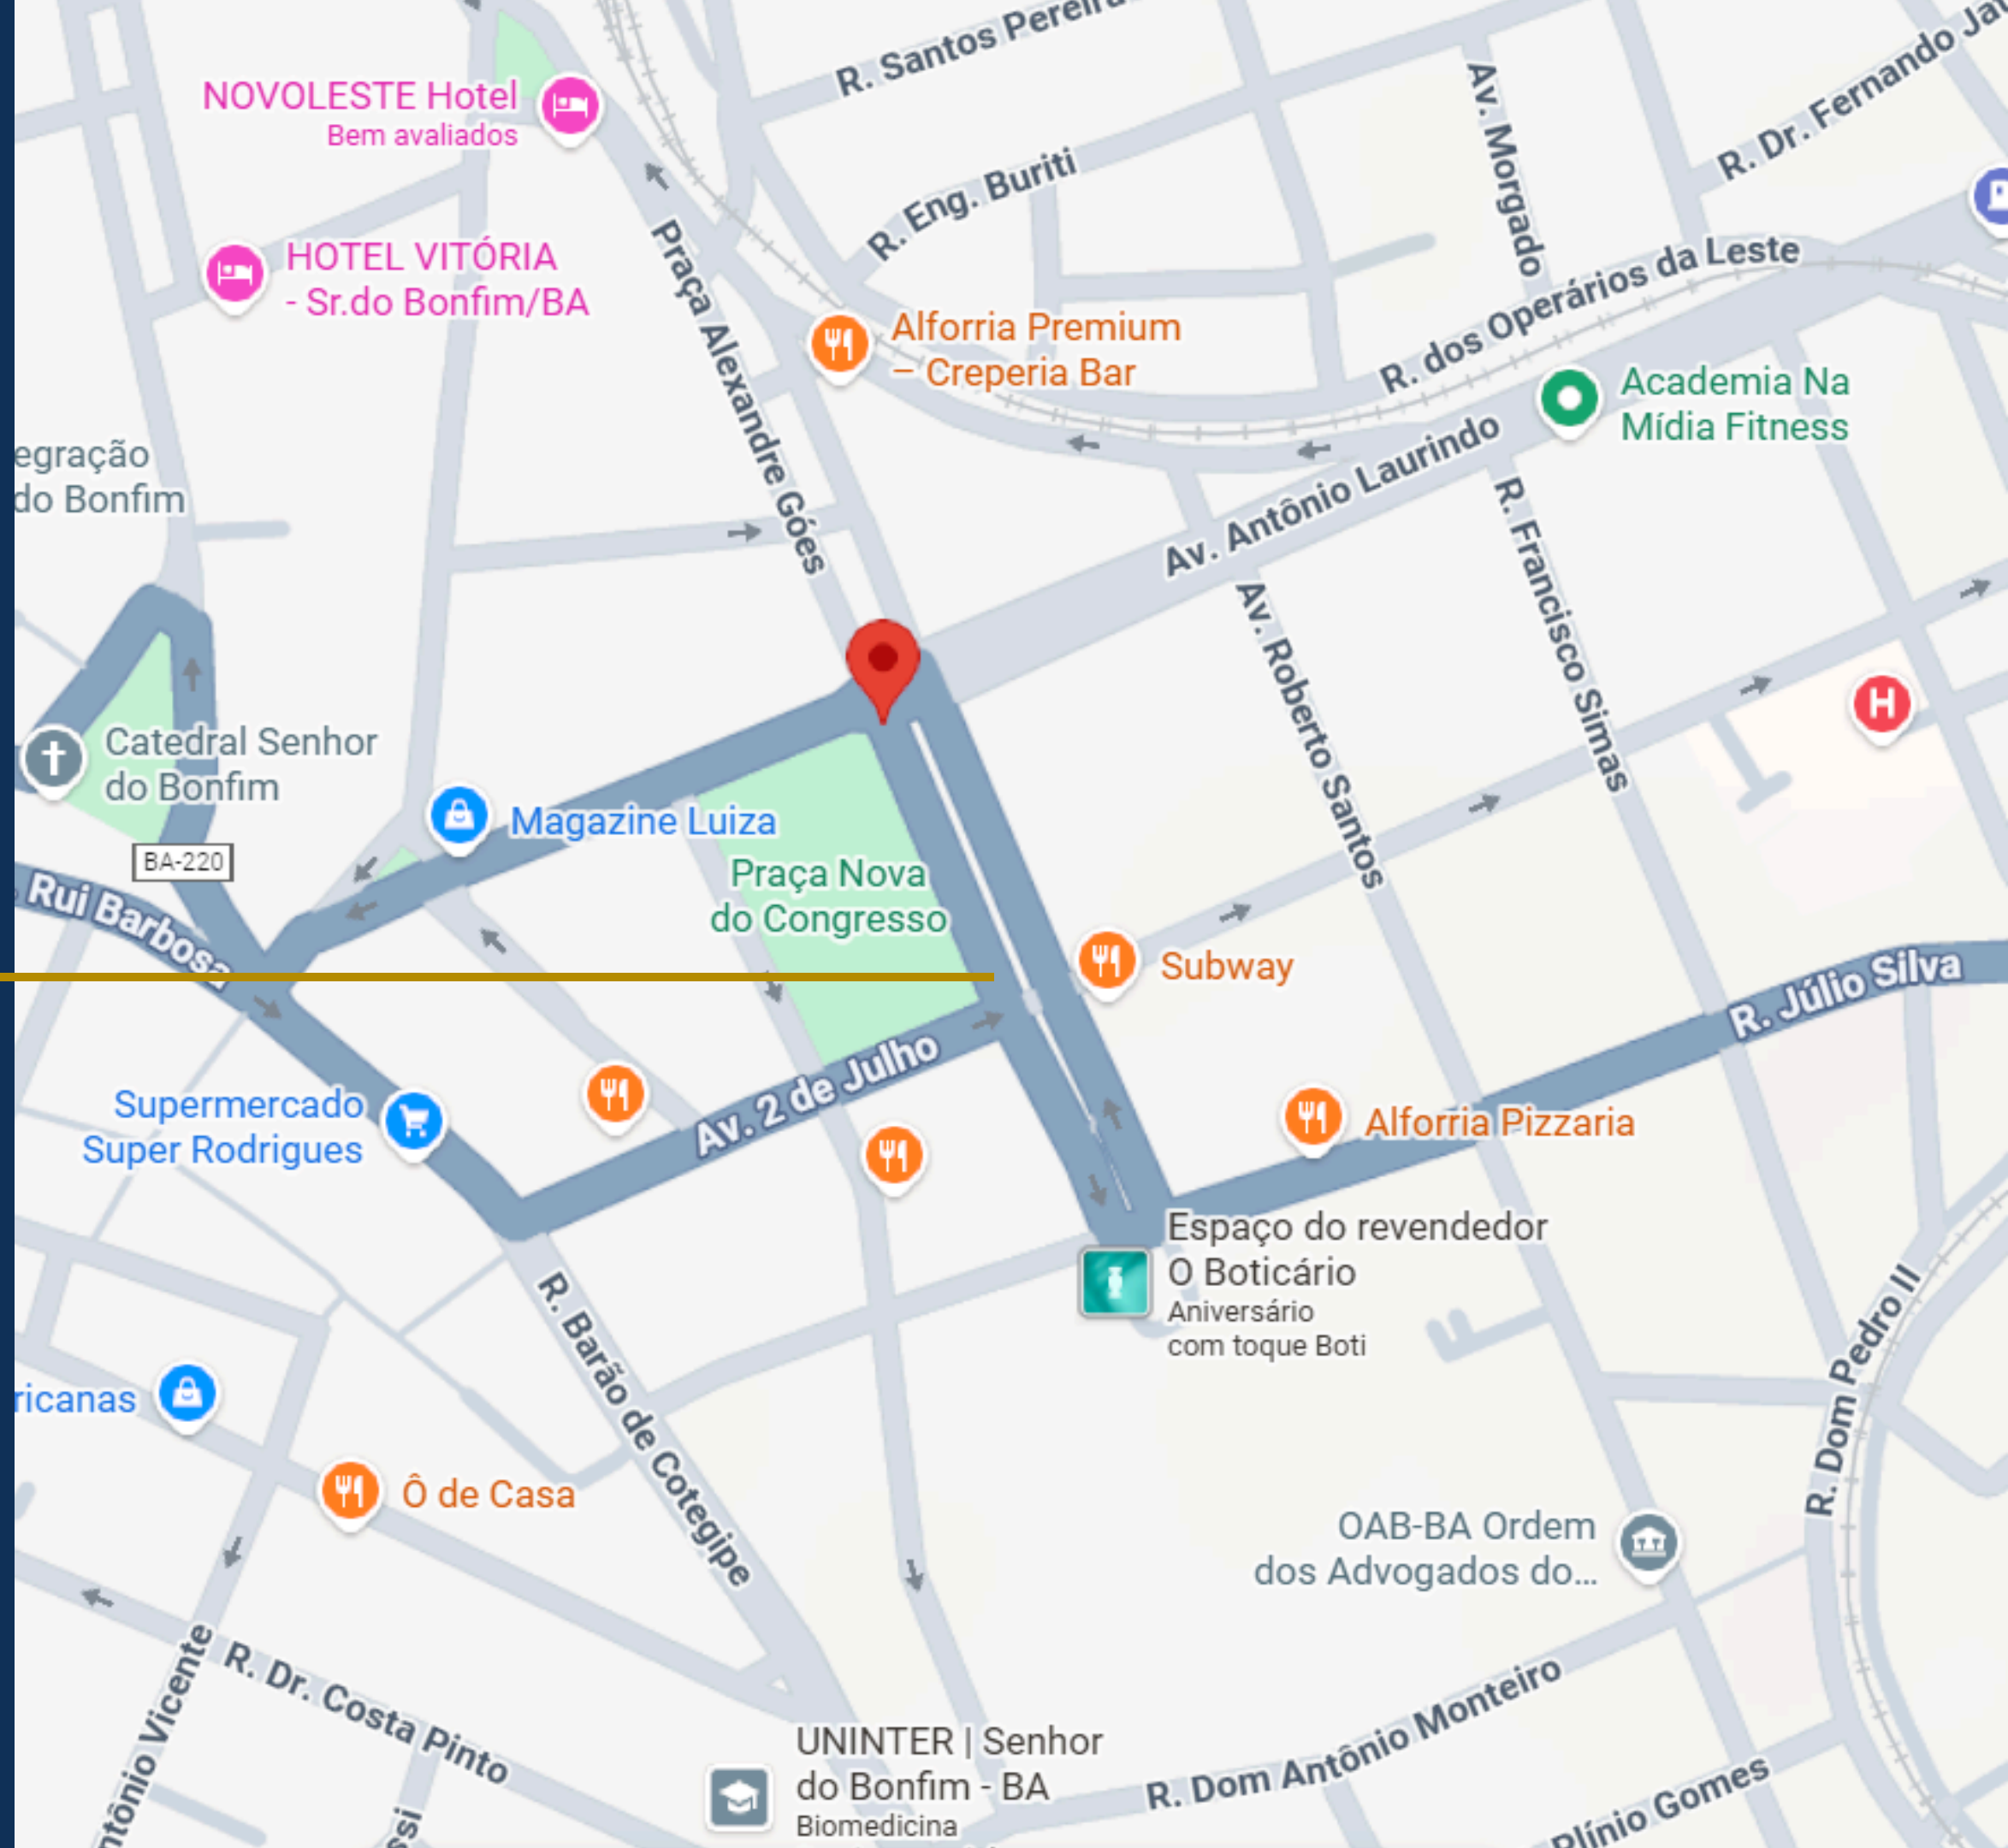 R. Santos Pereira
NOVOLESTE Hotel
Bem avaliados
Av. Morgado
R. Dr. Fernando
R. Eng. Buriti
HOTEL VITÓRIA
- Sr.do Bonfim/BA
Praça Alexandre Góes
R. dos Operários da Leste
Alforria Premium
– Creperia Bar
Academia Na
Mídia Fitness
Av. Antônio Laurindo
egração
do Bonfim
R. Francisco Simas
Av. Roberto Santos
H
Catedral Senhor
do Bonfim
Magazine Luiza
BA-220
Praça Nova
do Congresso
Rui Barbosa
Subway
R. Júlio Silva
Av. 2 de Julho
Supermercado
Super Rodrigues
Alforria Pizzaria
Espaço do revendedor
O Boticário
Aniversário
com toque Boti
R. Barão de Cotegipe
R. Dom Pedro II
ricanas
Ô de Casa
OAB-BA Ordem
dos Advogados do...
R. Dr. Costa Pinto
ntônio Vicente
UNINTER | Senhor
do Bonfim - BA
Biomedicina
R. Dom Antônio Monteiro
Plínio Gomes
ssi